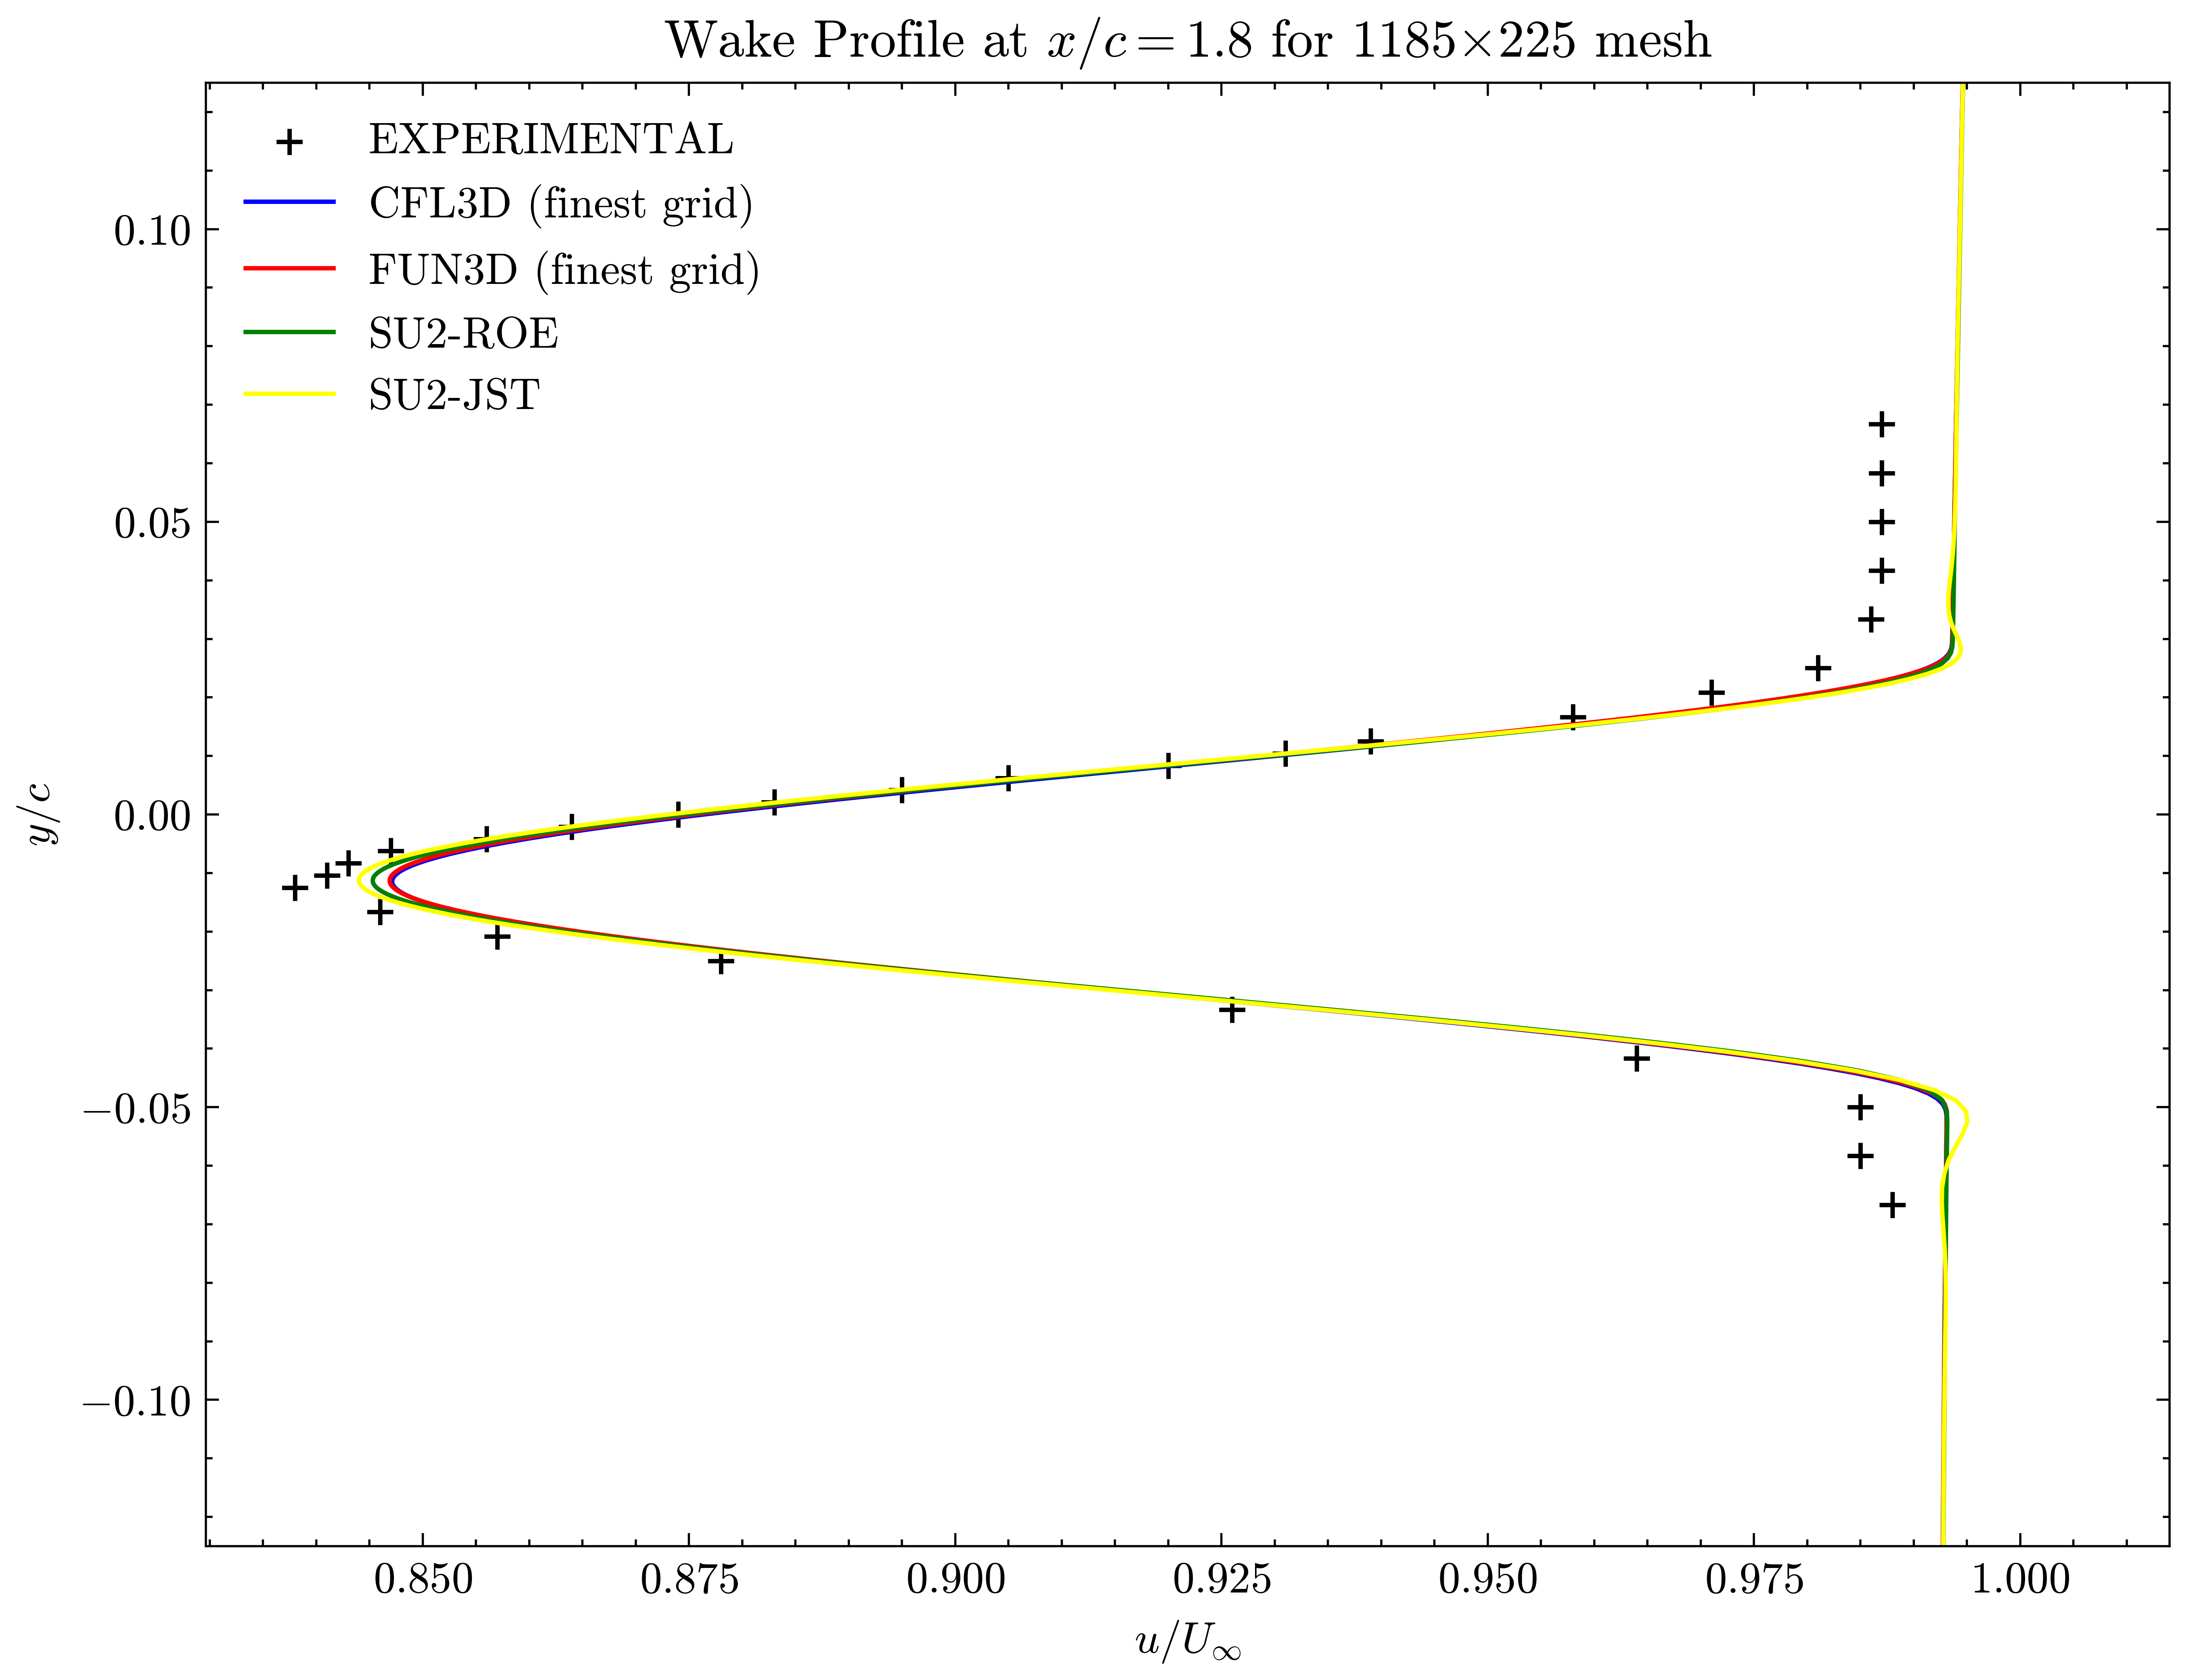 Wake Profile at x/c = 1.8 for 1185×225 mesh
EXPERIMENTAL
CFL3D (finest grid)
FUN3D (finest grid)
SU2-ROE
SU2-JST
0.10
0.05
0.00
−0.05
−0.10
y/c
0.850 0.875 0.900 0.925 0.950 0.975 1.000
u/U∞